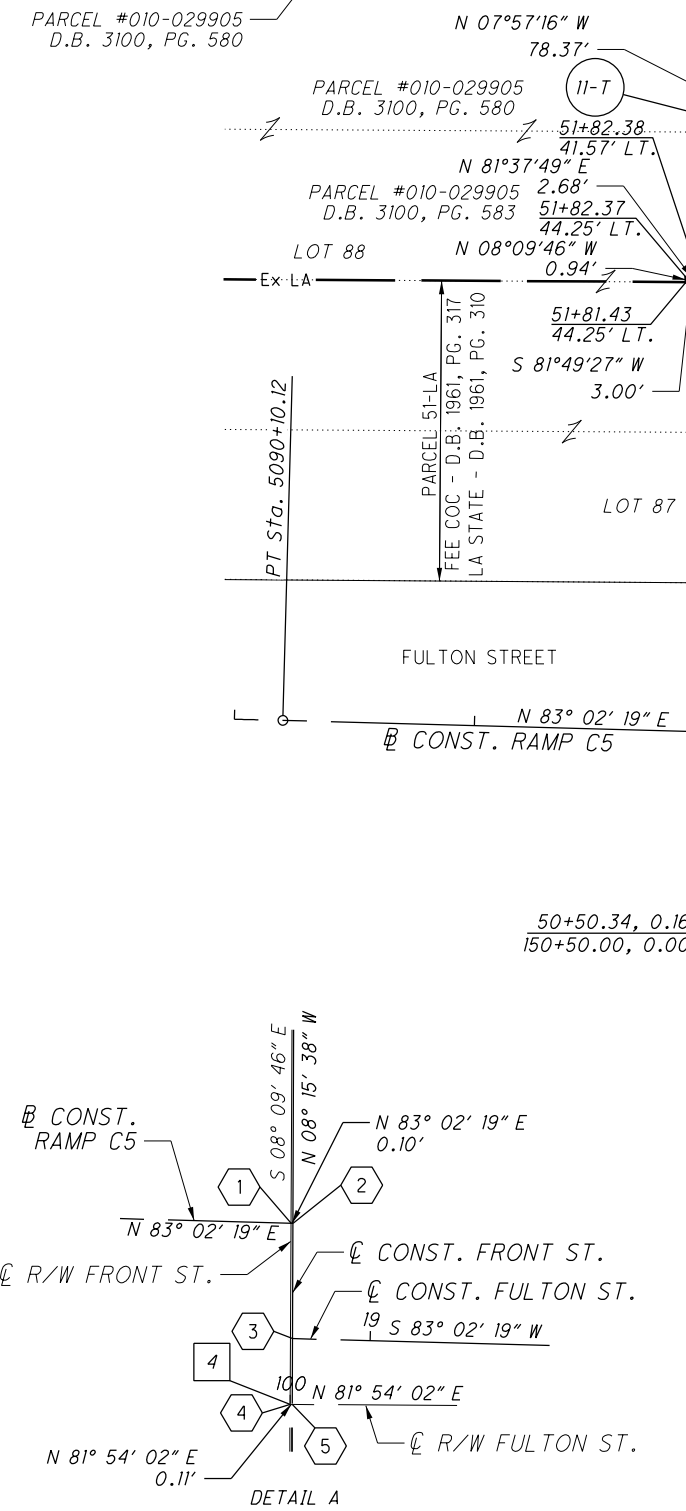 PARCEL #010-029905
D.B. 3100, PG. 580
N 07°57'16" W
78.37'
11-T
PARCEL #010-029905
D.B. 3100, PG. 580
51+82.38
41.57' LT.
N 81°37'49" E
2.68'
PARCEL #010-029905
D.B. 3100, PG. 583
51+82.37
44.25' LT.
LOT 88
N 08°09'46" W
0.94'
Ex LA
51+81.43
44.25' LT.
S 81°49'27" W
3.00'
PARCEL 51-LA
FEE COC - D.B. 1961, PG. 317
LA STATE - D.B. 1961, PG. 310
PT Sta. 5090+10.12
LOT 87
FULTON STREET
N 83° 02' 19" E
BL CONST. RAMP C5
50+50.34, 0.16
150+50.00, 0.00
S 08° 09' 46" E
N 08° 15' 38" W
BL CONST.
RAMP C5
N 83° 02' 19" E
0.10'
1
2
N 83° 02' 19" E
CL R/W FRONT ST.
CL CONST. FRONT ST.
CL CONST. FULTON ST.
3
19
S 83° 02' 19" W
4
100
N 81° 54' 02" E
4
5
CL R/W FULTON ST.
N 81° 54' 02" E
0.11'
DETAIL A